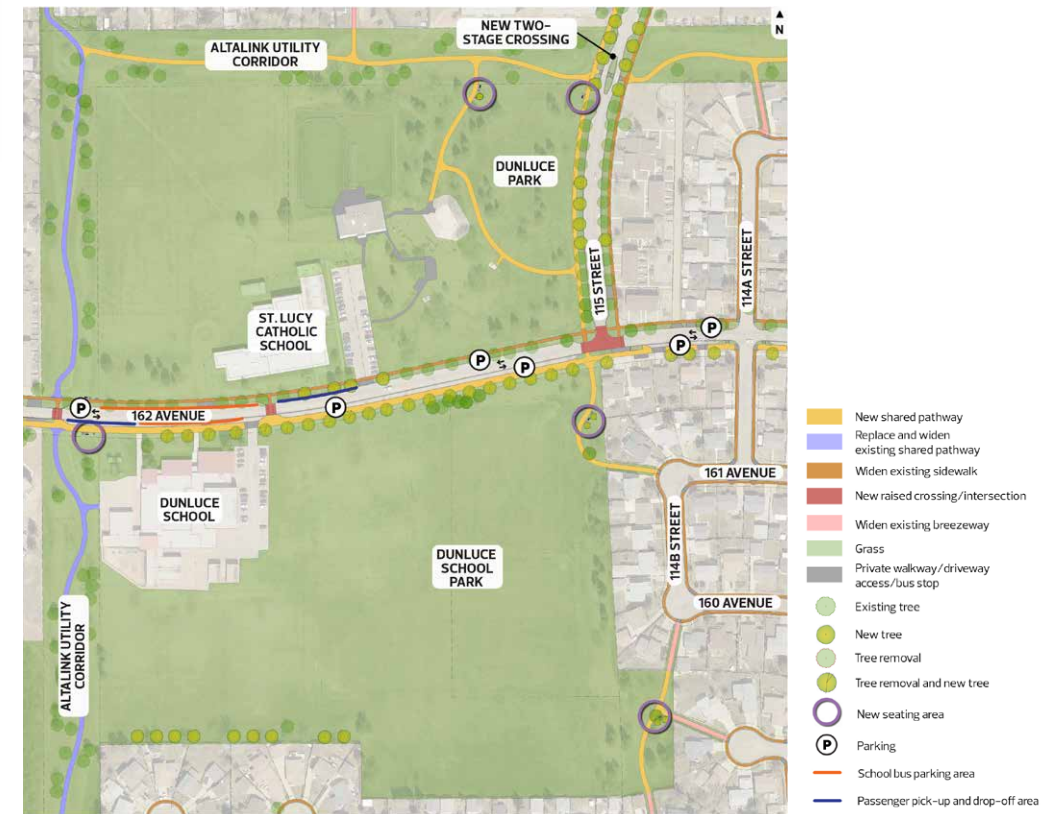 NEW TWO-
STAGE CROSSING
N
ALTALINK UTILITY
CORRIDOR
DUNLUCE
PARK
115 STREET
114A STREET
ST. LUCY
CATHOLIC
SCHOOL
P
P
P
P
P
162 AVENUE
P
DUNLUCE
SCHOOL
161 AVENUE
DUNLUCE
SCHOOL
PARK
114B STREET
160 AVENUE
ALTALINK UTILITY
CORRIDOR
New shared pathway
Replace and widen
existing shared pathway
Widen existing sidewalk
New raised crossing/intersection
Widen existing breezeway
Grass
Private walkway/driveway
access/bus stop
Existing tree
New tree
Tree removal
Tree removal and new tree
New seating area
P Parking
School bus parking area
Passenger pick-up and drop-off area